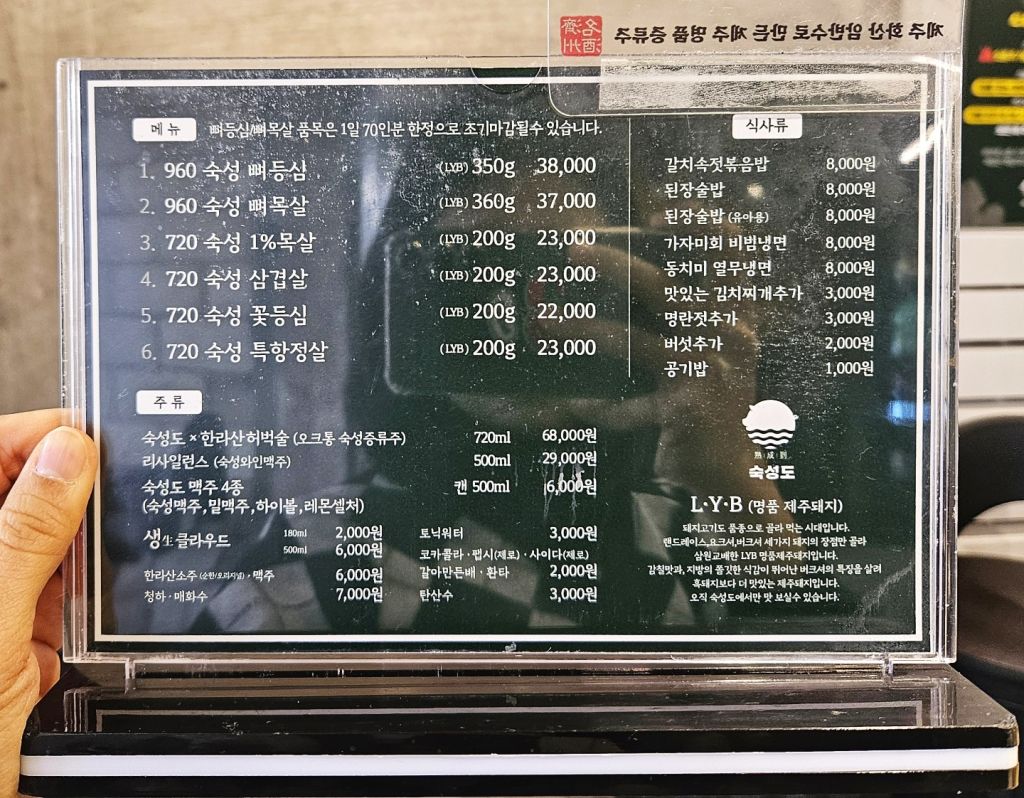 제주 화산 암반수로 만든 제주 명품 증류주
메뉴
뼈등심/뼈목살 품목은 1일 70인분 한정으로 조기마감될수 있습니다.
1. 960 숙성 뼈등심 (LYB) 350g 38,000
2. 960 숙성 뼈목살 (LYB) 360g 37,000
3. 720 숙성 1%목살 (LYB) 200g 23,000
4. 720 숙성 삼겹살 (LYB) 200g 23,000
5. 720 숙성 꽃등심 (LYB) 200g 22,000
6. 720 숙성 특항정살 (LYB) 200g 23,000
주류
숙성도 × 한라산 허벅술 (오크통 숙성증류주) 720ml 68,000원
리사일런스 (숙성와인맥주) 500ml 29,000원
숙성도 맥주 4종 캔 500ml 6,000원
(숙성맥주, 밀맥주, 하이볼, 레몬셀처)
생生 클라우드 180ml 2,000원
500ml 6,000원
한라산소주 (순한/오리지널) · 맥주 6,000원
청하 · 매화수 7,000원
토닉워터 3,000원
코카콜라 · 펩시(제로) · 사이다(제로)
갈아만든배 · 환타 2,000원
탄산수 3,000원
식사류
갈치속젓볶음밥 8,000원
된장술밥 8,000원
된장술밥 (유아용) 8,000원
가자미회 비빔냉면 8,000원
동치미 열무냉면 8,000원
맛있는 김치찌개추가 3,000원
명란젓추가 3,000원
버섯추가 2,000원
공기밥 1,000원
熟成到
숙성도
L·Y·B (명품 제주돼지)
돼지고기도 품종으로 골라 먹는 시대입니다.
랜드레이스,요크셔,버크셔 세가지 돼지의 장점만 골라
삼원교배한 LYB 명품제주돼지입니다.
감칠맛과, 지방의 쫄깃한 식감이 뛰어난 버크셔의 특징을 살려
흑돼지보다 더 맛있는 제주돼지입니다.
오직 숙성도에서만 맛 보실수 있습니다.